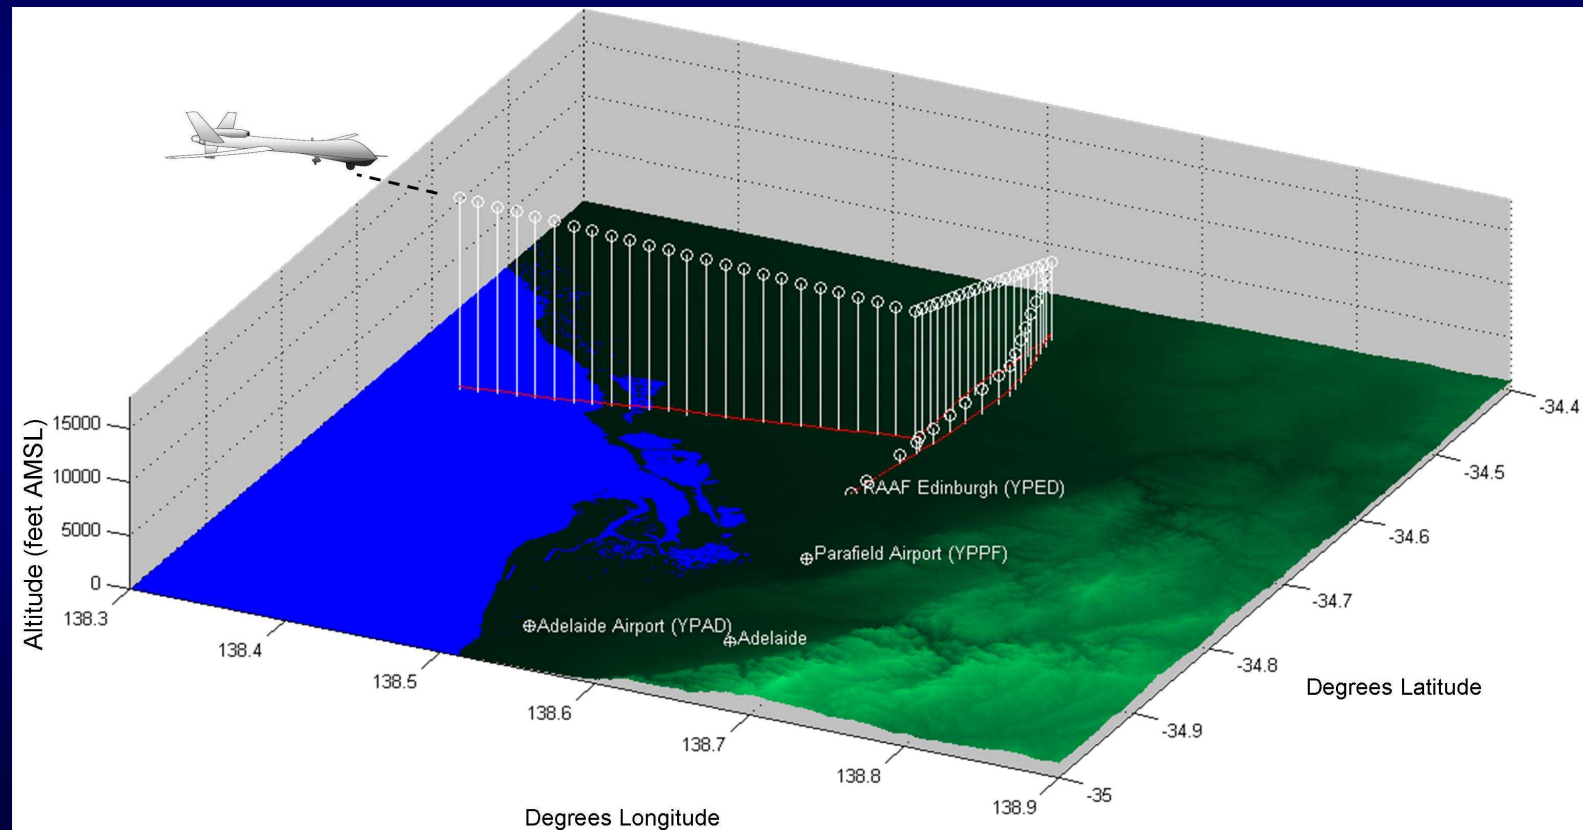 Altitude (feet AMSL)
15000
10000
5000
0
138.3
138.4
138.5
138.6
138.7
138.8
138.9
Degrees Longitude
-34.4
-34.5
-34.6
-34.7
-34.8
-34.9
-35
Degrees Latitude
RAAF Edinburgh (YPED)
Parafield Airport (YPPF)
Adelaide Airport (YPAD)
Adelaide